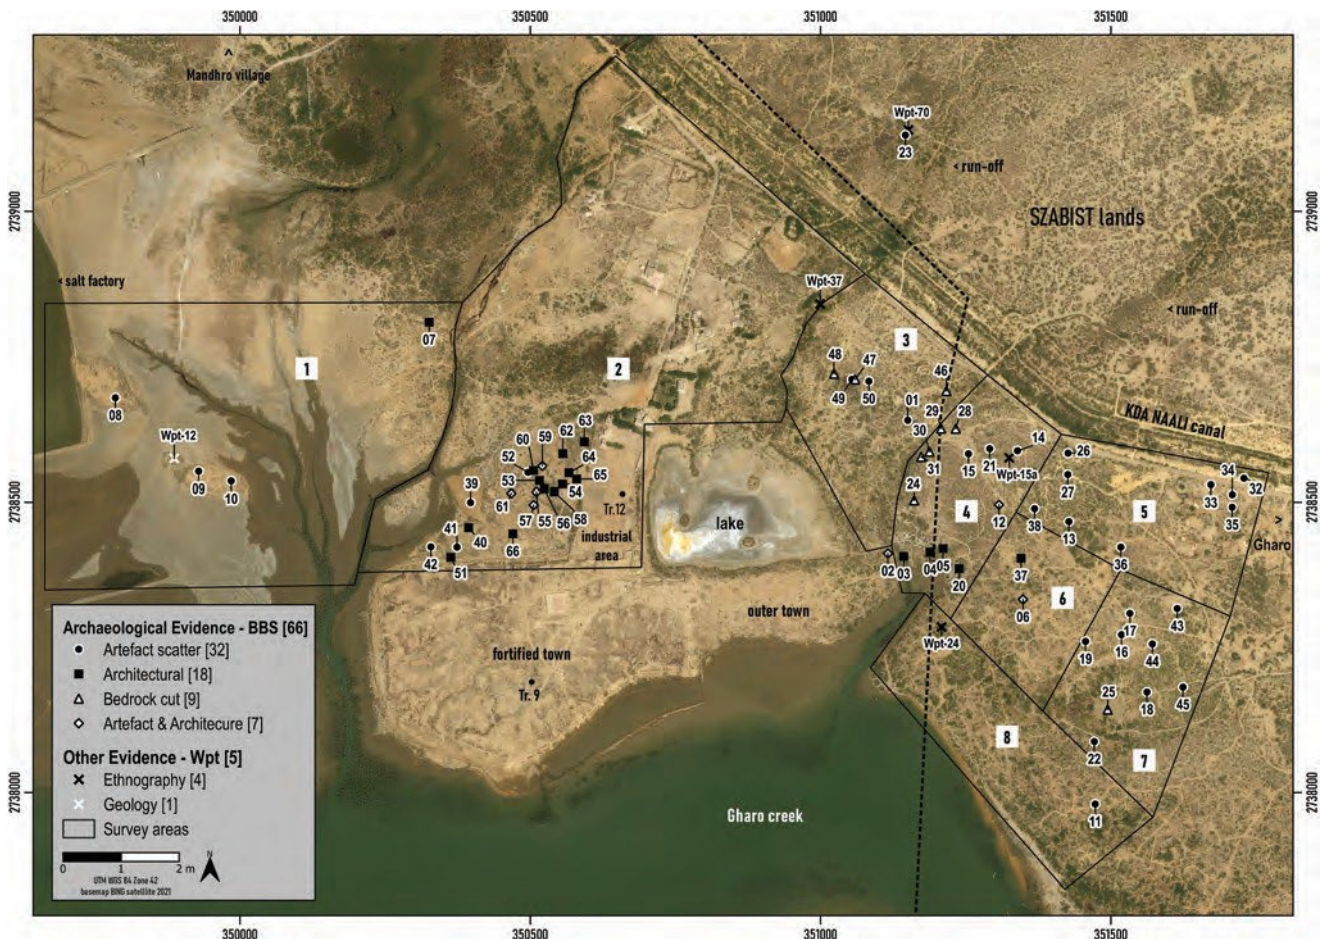 350000
350500
351000
351500
2739000
2738500
2738000
2739000
2738500
2738000
^
Mandhro village
Wpt-70
23
< run-off
SZABIST lands
< salt factory
Wpt-37
< run-off
1
2
3
07
08
Wpt-12
09
10
48
47
49
50
01
46
29
28
30
31
24
14
15
21
Wpt-15a
26
27
KDA NAALI canal
34
32
33
35
>
Gharo
63
62
59
60
52
64
65
53
54
61
57
55
56
58
39
41
40
42
51
66
Tr.12
industrial
area
lake
4
12
38
13
5
36
02
03
04
05
20
37
06
6
Wpt-24
outer town
fortified town
Tr. 9
17
43
16
44
19
25
18
45
22
7
8
11
Gharo creek
Archaeological Evidence - BBS [66]
Artefact scatter [32]
Architectural [18]
Bedrock cut [9]
Artefact & Architecure [7]
Other Evidence - Wpt [5]
Ethnography [4]
Geology [1]
Survey areas
0 1 2 m
N
UTM WGS 84 Zone 42
basemap BING satellite 2021
350000
350500
351000
351500